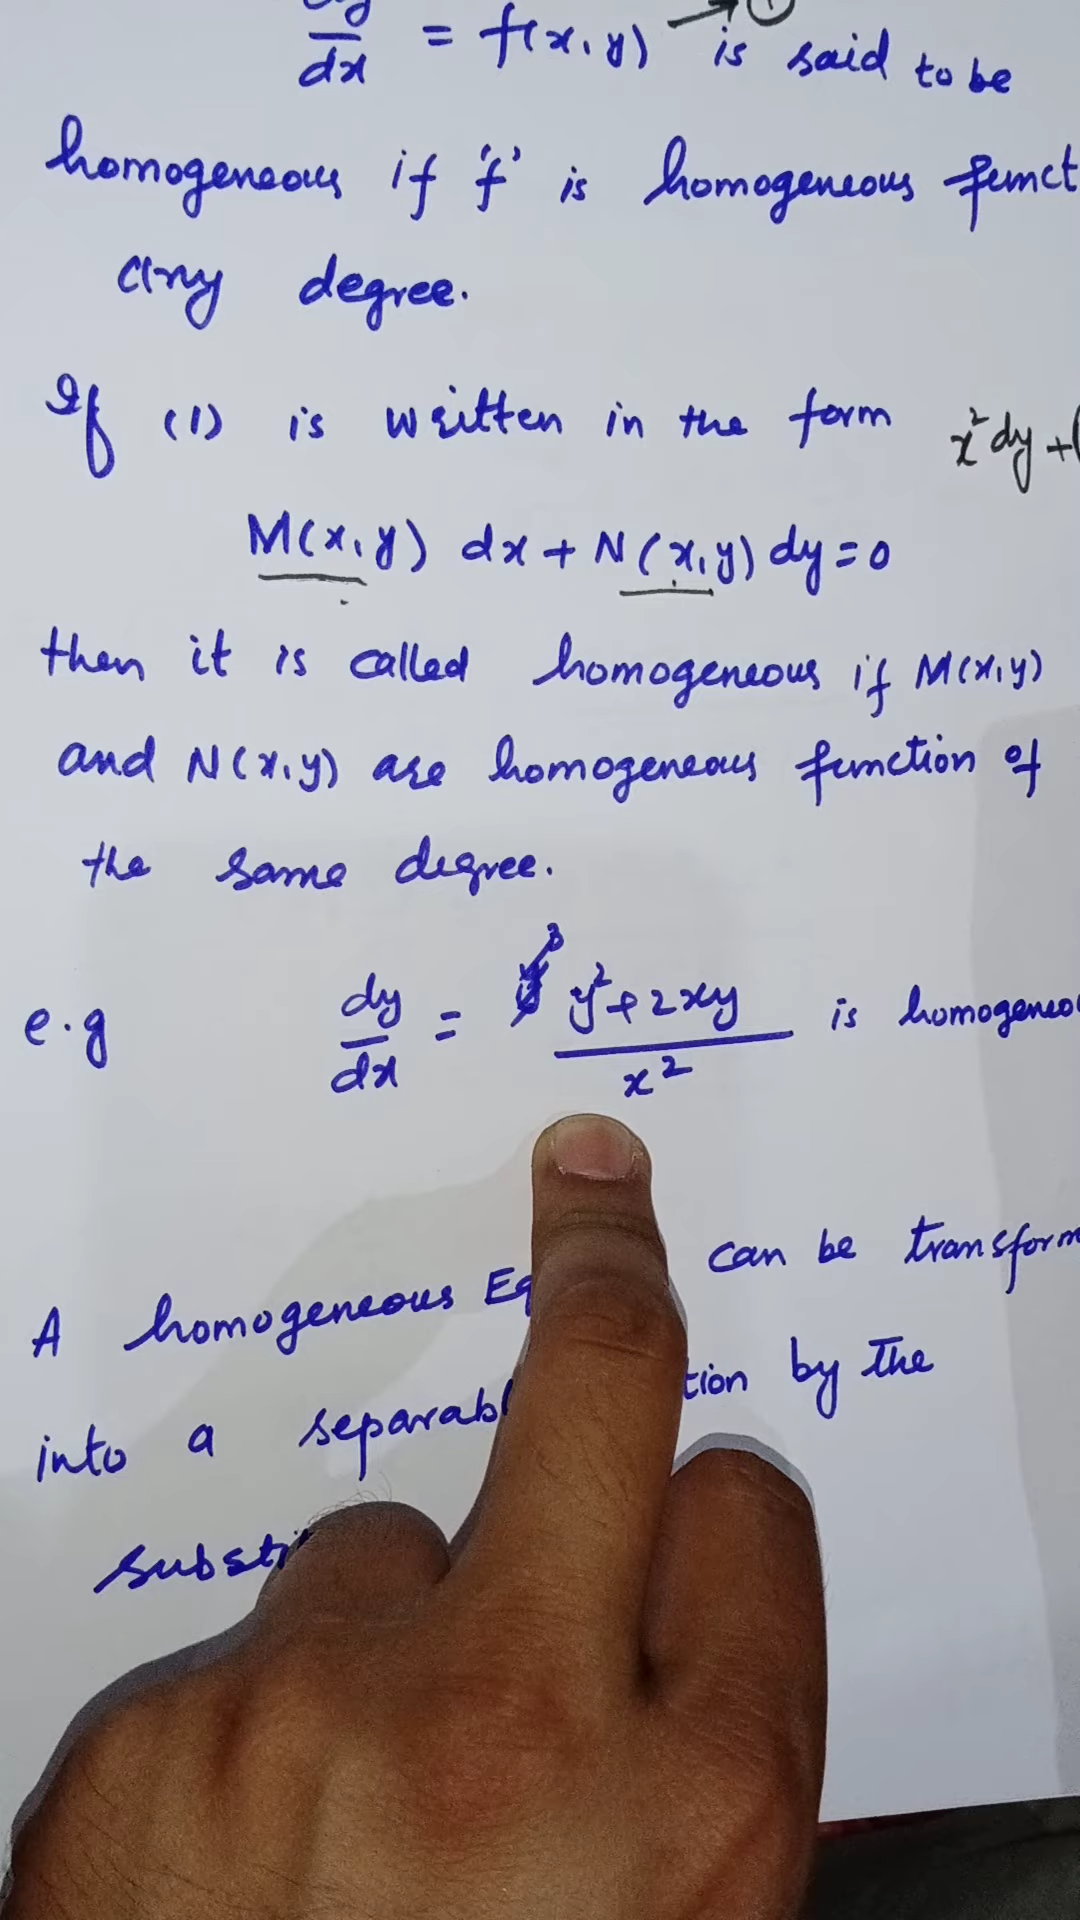 dy/dx = f(x,y) → ① is said to be
homogeneous if 'f' is homogeneous funct
any degree.
If (1) is written in the form x²dy+(
M(x,y) dx + N(x,y) dy = 0
then it is called homogeneous if M(x,y)
and N(x,y) are homogeneous function of
the same degree.
e.g dy/dx = y²+2xy / x² is homogeneo
A homogeneous Eq can be transform
into a separabl tion by the
substi